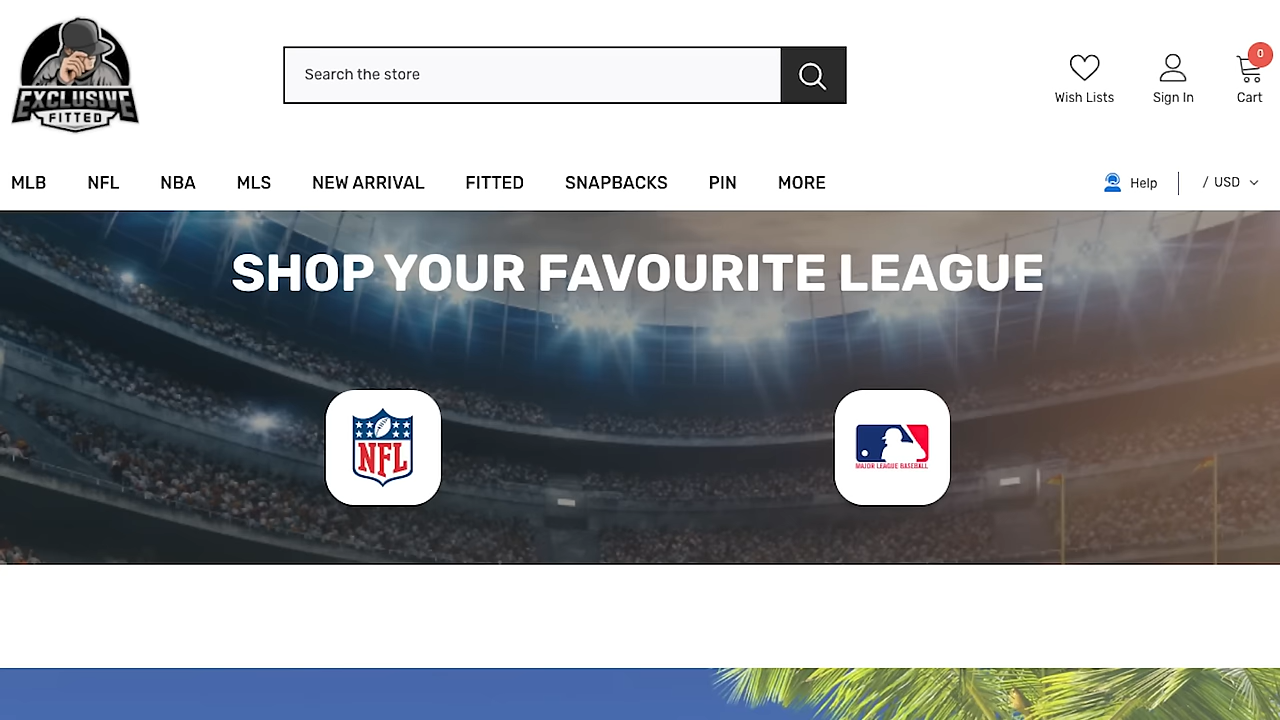 EXCLUSIVE
FITTED
Search the store
Wish Lists
Sign In
0
Cart
MLB NFL NBA MLS NEW ARRIVAL FITTED SNAPBACKS PIN MORE
Help
/ USD
SHOP YOUR FAVOURITE LEAGUE
NFL
MAJOR LEAGUE BASEBALL